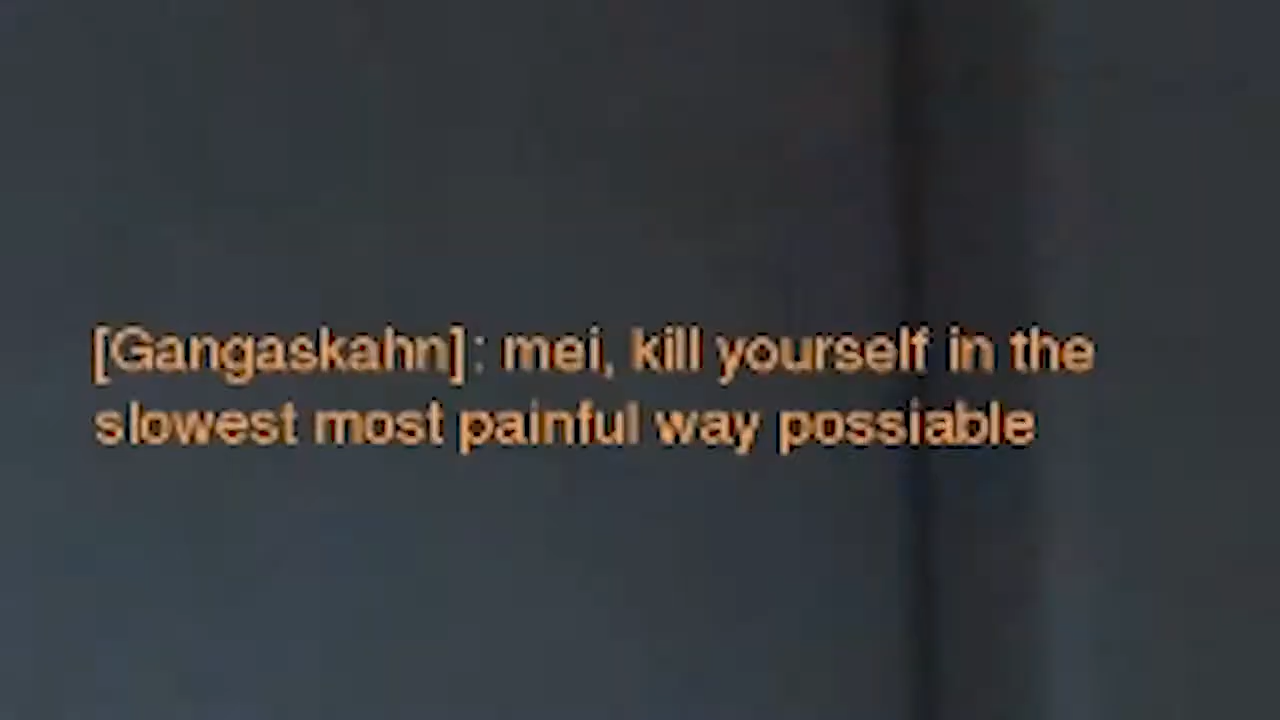 [Gangaskahn]: mei, kill yourself in the
slowest most painful way possiable